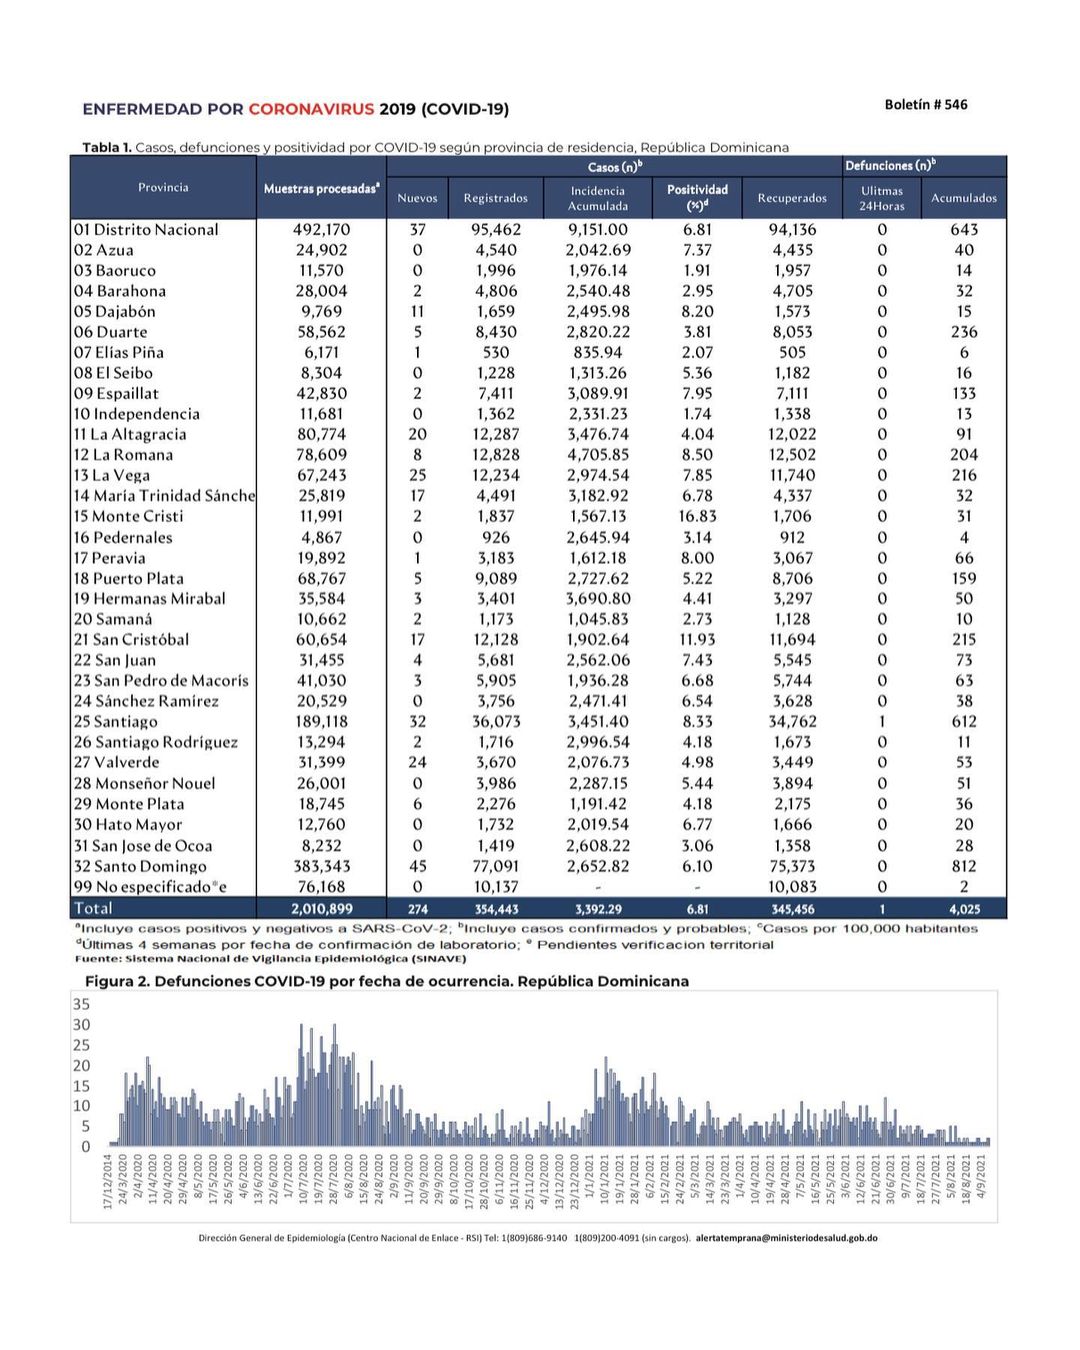 ENFERMEDAD POR CORONAVIRUS 2019 (COVID-19)
Boletín # 546
Tabla 1. Casos, defunciones y positividad por COVID-19 según provincia de residencia, República Dominicana
Provincia Muestras procesadasª Casos (n)ᵇ Defunciones (n)ᵇ
Nuevos Registrados Incidencia Acumulada Positividad (%)ᵈ Recuperados Ulitmas 24Horas Acumulados
01 Distrito Nacional 492,170 37 95,462 9,151.00 6.81 94,136 0 643
02 Azua 24,902 0 4,540 2,042.69 7.37 4,435 0 40
03 Baoruco 11,570 0 1,996 1,976.14 1.91 1,957 0 14
04 Barahona 28,004 2 4,806 2,540.48 2.95 4,705 0 32
05 Dajabón 9,769 11 1,659 2,495.98 8.20 1,573 0 15
06 Duarte 58,562 5 8,430 2,820.22 3.81 8,053 0 236
07 Elías Piña 6,171 1 530 835.94 2.07 505 0 6
08 El Seibo 8,304 0 1,228 1,313.26 5.36 1,182 0 16
09 Espaillat 42,830 2 7,411 3,089.91 7.95 7,111 0 133
10 Independencia 11,681 0 1,362 2,331.23 1.74 1,338 0 13
11 La Altagracia 80,774 20 12,287 3,476.74 4.04 12,022 0 91
12 La Romana 78,609 8 12,828 4,705.85 8.50 12,502 0 204
13 La Vega 67,243 25 12,234 2,974.54 7.85 11,740 0 216
14 María Trinidad Sánche 25,819 17 4,491 3,182.92 6.78 4,337 0 32
15 Monte Cristi 11,991 2 1,837 1,567.13 16.83 1,706 0 31
16 Pedernales 4,867 0 926 2,645.94 3.14 912 0 4
17 Peravia 19,892 1 3,183 1,612.18 8.00 3,067 0 66
18 Puerto Plata 68,767 5 9,089 2,727.62 5.22 8,706 0 159
19 Hermanas Mirabal 35,584 3 3,401 3,690.80 4.41 3,297 0 50
20 Samaná 10,662 2 1,173 1,045.83 2.73 1,128 0 10
21 San Cristóbal 60,654 17 12,128 1,902.64 11.93 11,694 0 215
22 San Juan 31,455 4 5,681 2,562.06 7.43 5,545 0 73
23 San Pedro de Macorís 41,030 3 5,905 1,936.28 6.68 5,744 0 63
24 Sánchez Ramírez 20,529 0 3,756 2,471.41 6.54 3,628 0 38
25 Santiago 189,118 32 36,073 3,451.40 8.33 34,762 1 612
26 Santiago Rodríguez 13,294 2 1,716 2,996.54 4.18 1,673 0 11
27 Valverde 31,399 24 3,670 2,076.73 4.98 3,449 0 53
28 Monseñor Nouel 26,001 0 3,986 2,287.15 5.44 3,894 0 51
29 Monte Plata 18,745 6 2,276 1,191.42 4.18 2,175 0 36
30 Hato Mayor 12,760 0 1,732 2,019.54 6.77 1,666 0 20
31 San Jose de Ocoa 8,232 0 1,419 2,608.22 3.06 1,358 0 28
32 Santo Domingo 383,343 45 77,091 2,652.82 6.10 75,373 0 812
99 No especificado*e 76,168 0 10,137 - - 10,083 0 2
Total 2,010,899 274 354,443 3,392.29 6.81 345,456 1 4,025
ªIncluye casos positivos y negativos a SARS-CoV-2; ᵇIncluye casos confirmados y probables; ᶜCasos por 100,000 habitantes
ᵈÚltimas 4 semanas por fecha de confirmación de laboratorio; ᵉ Pendientes verificacion territorial
Fuente: Sistema Nacional de Vigilancia Epidemiológica (SINAVE)
Figura 2. Defunciones COVID-19 por fecha de ocurrencia. República Dominicana
35
30
25
20
15
10
5
0
17/12/2014 24/3/2020 2/4/2020 11/4/2020 20/4/2020 29/4/2020 8/5/2020 17/5/2020 26/5/2020 4/6/2020 13/6/2020 22/6/2020 1/7/2020 10/7/2020 19/7/2020 28/7/2020 6/8/2020 15/8/2020 24/8/2020 2/9/2020 11/9/2020 20/9/2020 29/9/2020 8/10/2020 17/10/2020 28/10/2020 6/11/2020 16/11/2020 25/11/2020 4/12/2020 13/12/2020 23/12/2020 1/1/2021 10/1/2021 19/1/2021 28/1/2021 6/2/2021 15/2/2021 24/2/2021 5/3/2021 14/3/2021 23/3/2021 1/4/2021 10/4/2021 19/4/2021 28/4/2021 7/5/2021 16/5/2021 25/5/2021 3/6/2021 12/6/2021 21/6/2021 30/6/2021 9/7/2021 18/7/2021 27/7/2021 5/8/2021 18/8/2021 4/9/2021
Dirección General de Epidemiología (Centro Nacional de Enlace - RSI) Tel: 1(809)686-9140 1(809)200-4091 (sin cargos). alertatemprana@ministeriodesalud.gob.do